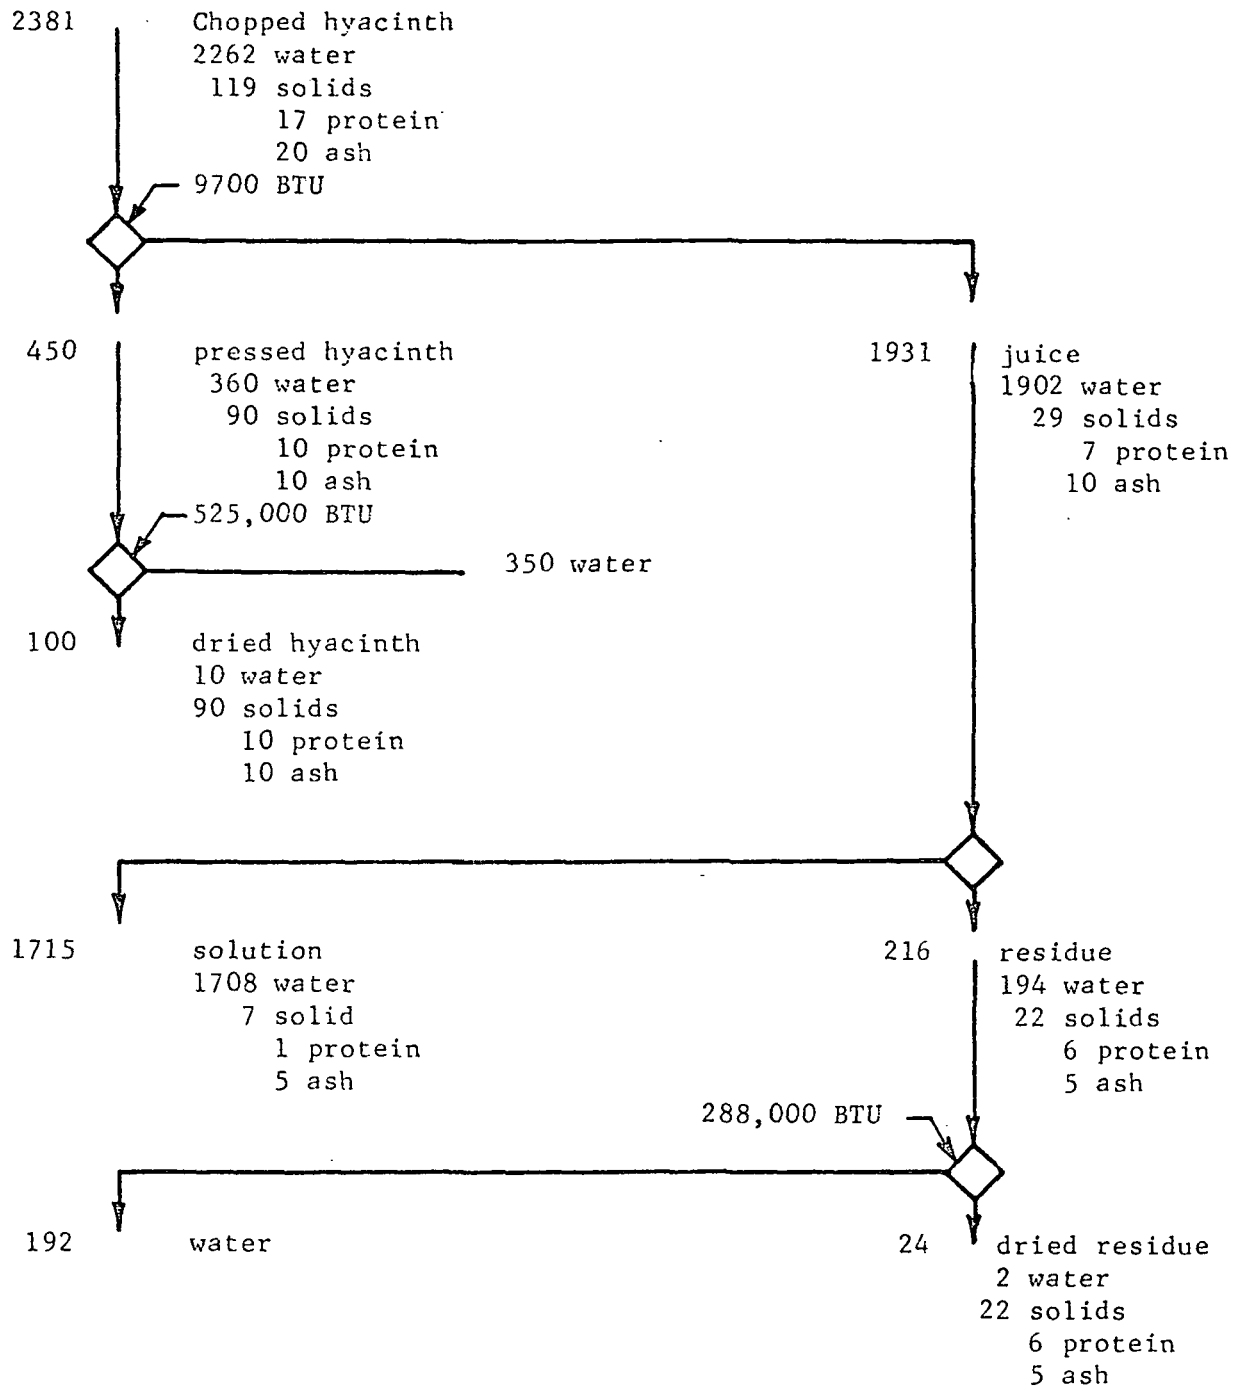 2381 Chopped hyacinth
2262 water
119 solids
17 protein
20 ash
9700 BTU
450 pressed hyacinth
360 water
90 solids
10 protein
10 ash
525,000 BTU
350 water
100 dried hyacinth
10 water
90 solids
10 protein
10 ash
1931 juice
1902 water
29 solids
7 protein
10 ash
1715 solution
1708 water
7 solid
1 protein
5 ash
216 residue
194 water
22 solids
6 protein
5 ash
288,000 BTU
192 water
24 dried residue
2 water
22 solids
6 protein
5 ash